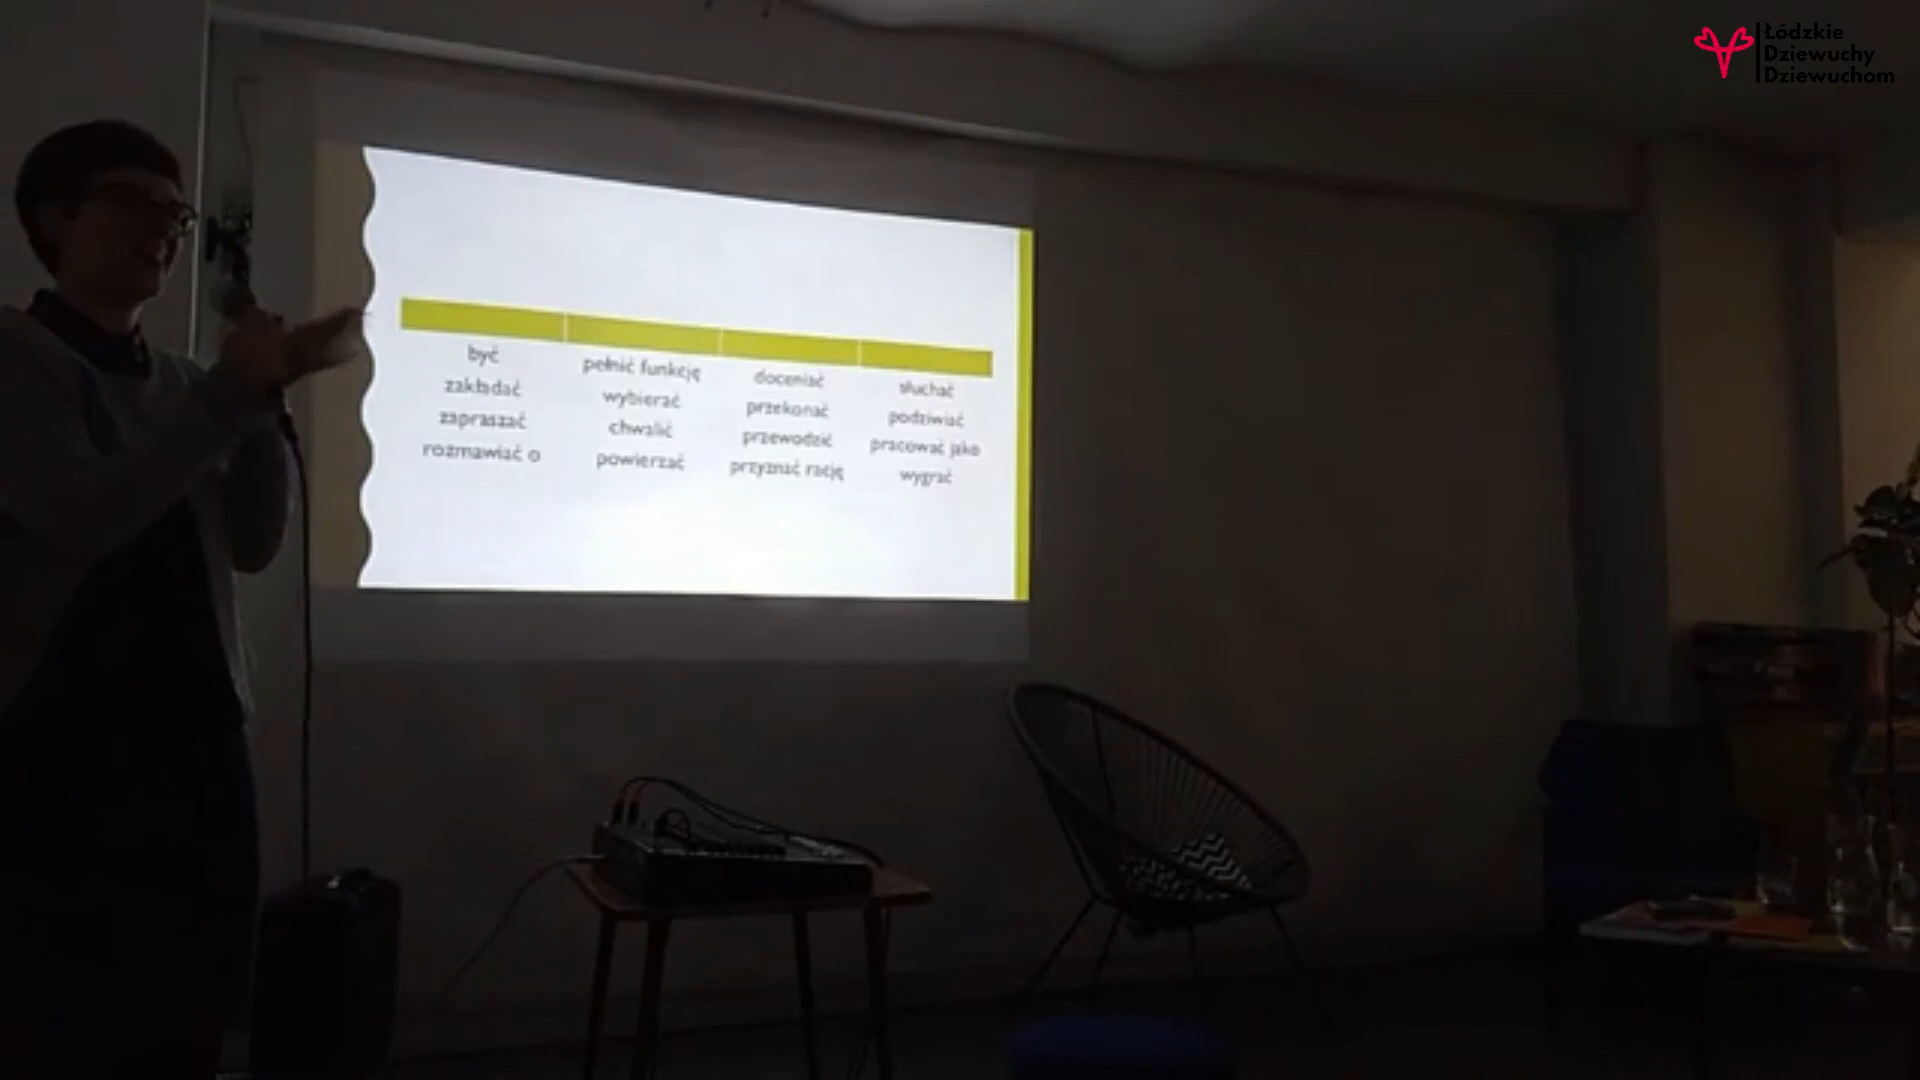 Łódzkie
Dziewuchy
Dziewuchom
być
zakładać
zapraszać
rozmawiać o
pełnić funkcję
wybierać
chwalić
powierzać
doceniać
przekonać
przewodzić
przyznać rację
słuchać
podziwiać
pracować jako
wygrać